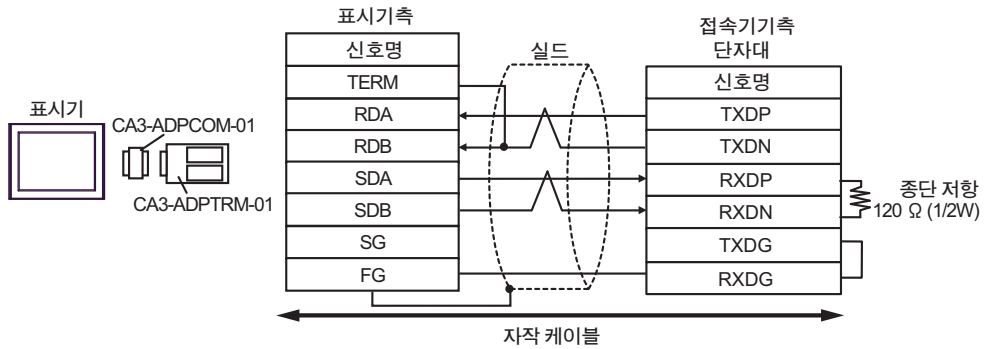 표시기
CA3-ADPCOM-01
CA3-ADPTRM-01
표시기측
신호명
TERM
RDA
RDB
SDA
SDB
SG
FG
실드
접속기기측
단자대
신호명
TXDP
TXDN
RXDP
RXDN
TXDG
RXDG
종단 저항
120 Ω (1/2W)
자작 케이블